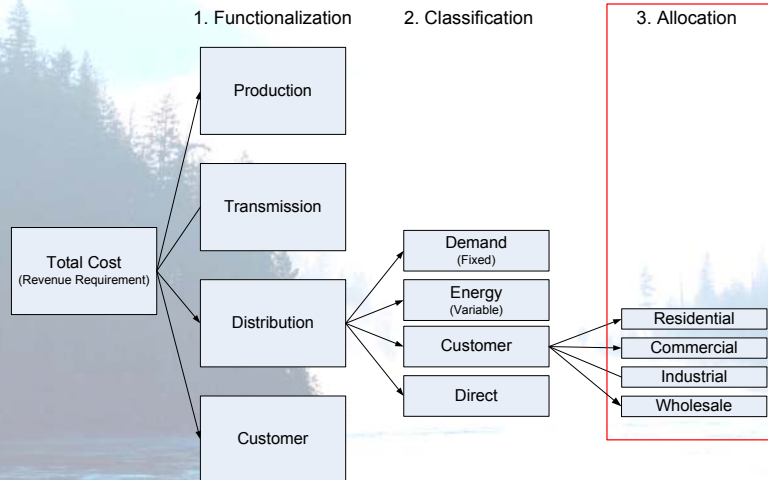 1. Functionalization
2. Classification
3. Allocation
Production
Transmission
Total Cost
(Revenue Requirement)
Distribution
Customer
Demand
(Fixed)
Energy
(Variable)
Customer
Direct
Residential
Commercial
Industrial
Wholesale